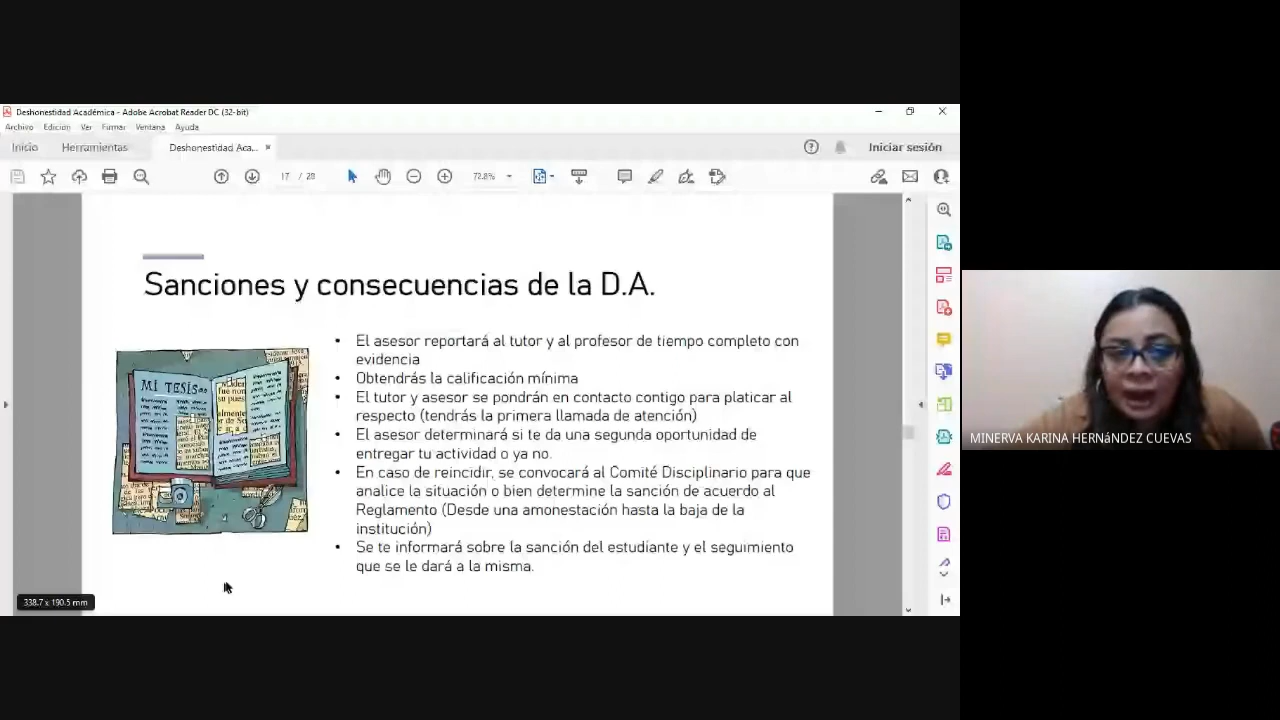 Deshonestidad Académica - Adobe Acrobat Reader DC (32-bit)
Archivo Edición Ver Firmar Ventana Ayuda
Inicio Herramientas Deshonestidad Aca... × Iniciar sesión
17 / 28 72.8%
Sanciones y consecuencias de la D.A.
MI TESIS...
• El asesor reportará al tutor y al profesor de tiempo completo con
evidencia
• Obtendrás la calificación mínima
• El tutor y asesor se pondrán en contacto contigo para platicar al
respecto (tendrás la primera llamada de atención)
• El asesor determinará si te da una segunda oportunidad de
entregar tu actividad o ya no.
• En caso de reincidir, se convocará al Comité Disciplinario para que
analice la situación o bien determine la sanción de acuerdo al
Reglamento (Desde una amonestación hasta la baja de la
institución)
• Se te informará sobre la sanción del estudiante y el seguimiento
que se le dará a la misma.
338.7 x 190.5 mm
MINERVA KARINA HERNáNDEZ CUEVAS